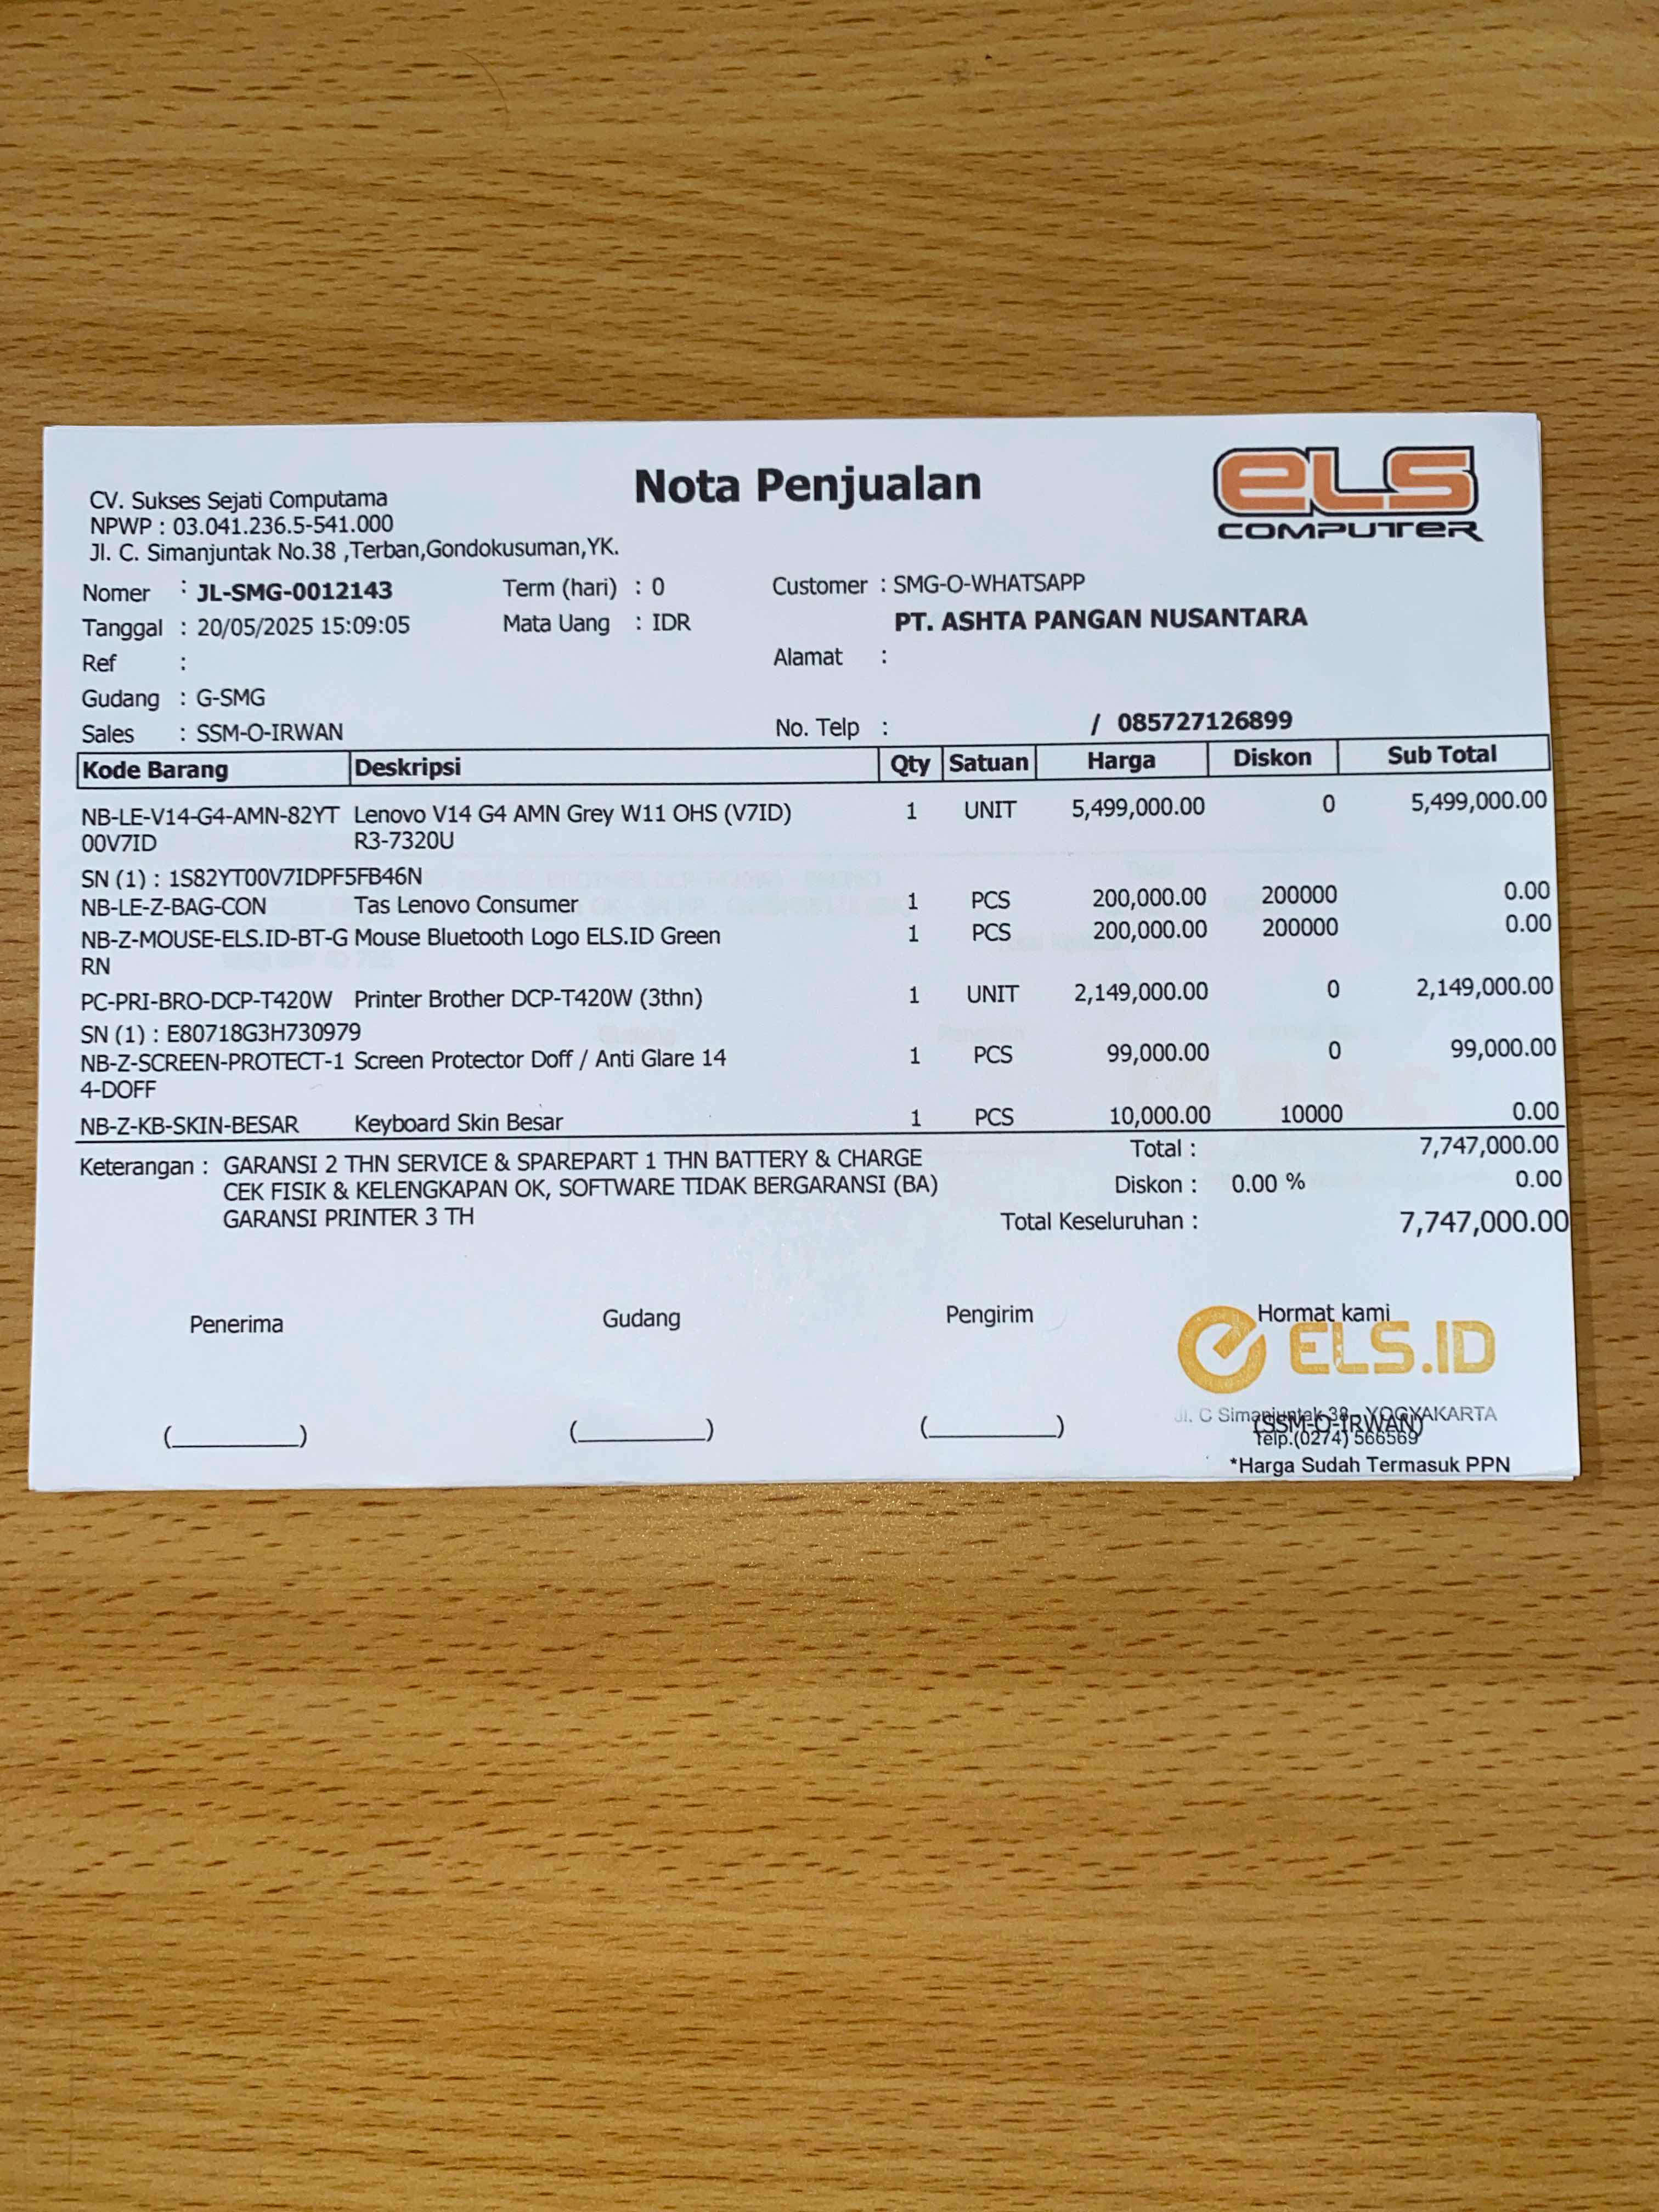 CV. Sukses Sejati Computama
NPWP : 03.041.236.5-541.000
Jl. C. Simanjuntak No.38 ,Terban,Gondokusuman,YK.
Nota Penjualan
eLS
COMPUTER
Nomer : JL-SMG-0012143 Term (hari) : 0 Customer : SMG-O-WHATSAPP
Tanggal : 20/05/2025 15:09:05 Mata Uang : IDR PT. ASHTA PANGAN NUSANTARA
Ref : Alamat :
Gudang : G-SMG
Sales : SSM-O-IRWAN No. Telp : / 085727126899
Kode Barang Deskripsi Qty Satuan Harga Diskon Sub Total
NB-LE-V14-G4-AMN-82YT Lenovo V14 G4 AMN Grey W11 OHS (V7ID) 1 UNIT 5,499,000.00 0 5,499,000.00
00V7ID R3-7320U
SN (1) : 1S82YT00V7IDPF5FB46N
NB-LE-Z-BAG-CON Tas Lenovo Consumer 1 PCS 200,000.00 200000 0.00
NB-Z-MOUSE-ELS.ID-BT-G Mouse Bluetooth Logo ELS.ID Green 1 PCS 200,000.00 200000 0.00
RN
PC-PRI-BRO-DCP-T420W Printer Brother DCP-T420W (3thn) 1 UNIT 2,149,000.00 0 2,149,000.00
SN (1) : E80718G3H730979
NB-Z-SCREEN-PROTECT-1 Screen Protector Doff / Anti Glare 14 1 PCS 99,000.00 0 99,000.00
4-DOFF
NB-Z-KB-SKIN-BESAR Keyboard Skin Besar 1 PCS 10,000.00 10000 0.00
Keterangan : GARANSI 2 THN SERVICE & SPAREPART 1 THN BATTERY & CHARGE Total : 7,747,000.00
CEK FISIK & KELENGKAPAN OK, SOFTWARE TIDAK BERGARANSI (BA) Diskon : 0.00 % 0.00
GARANSI PRINTER 3 TH Total Keseluruhan : 7,747,000.00
Penerima Gudang Pengirim Hormat kami
ELS.ID
Jl. C Simanjuntak 38 - YOGYAKARTA
(SSM-O-IRWAN)
Telp.(0274) 566569
*Harga Sudah Termasuk PPN